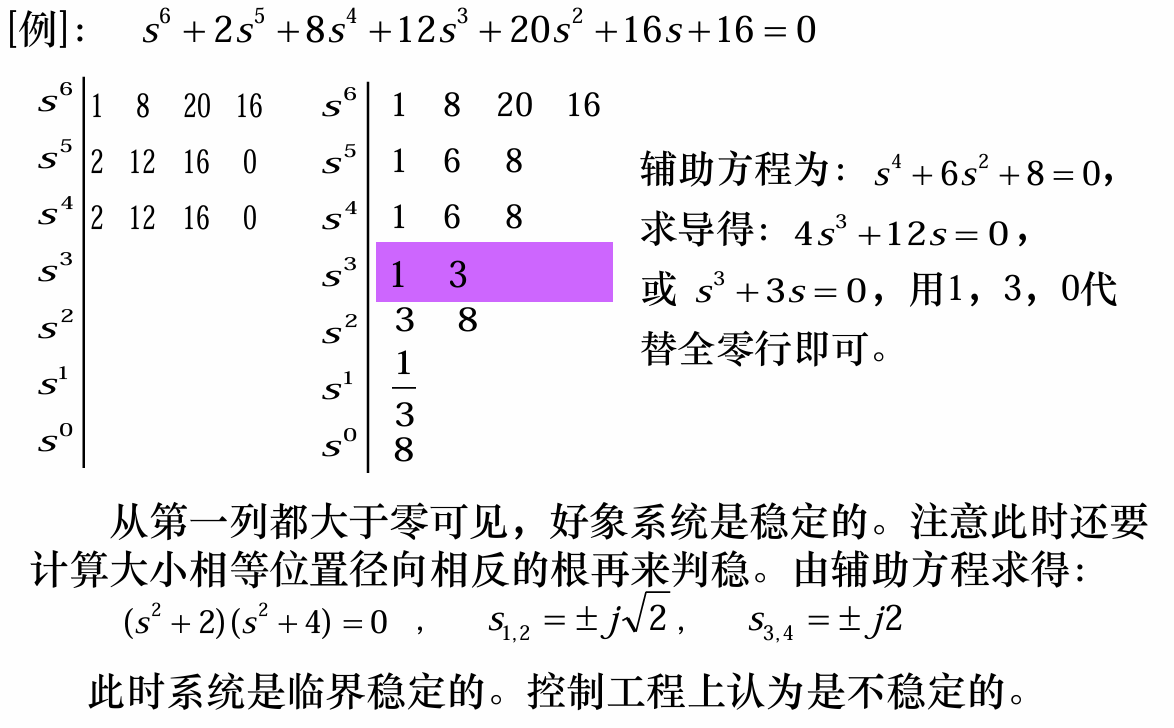 [例]： s⁶ + 2s⁵ + 8s⁴ + 12s³ + 20s² + 16s + 16 = 0
s⁶ 1 8 20 16
s⁵ 2 12 16 0
s⁴ 2 12 16 0
s³
s²
s¹
s⁰
s⁶ 1 8 20 16
s⁵ 1 6 8
s⁴ 1 6 8
s³ 1 3
s² 3 8
s¹ 1/3
s⁰ 8
辅助方程为：s⁴ + 6s² + 8 = 0，
求导得：4s³ + 12s = 0，
或 s³ + 3s = 0，用1，3，0代
替全零行即可。
从第一列都大于零可见，好象系统是稳定的。注意此时还要
计算大小相等位置径向相反的根再来判稳。由辅助方程求得：
(s² + 2)(s² + 4) = 0 ， s₁,₂ = ± j√2， s₃,₄ = ± j2
此时系统是临界稳定的。控制工程上认为是不稳定的。